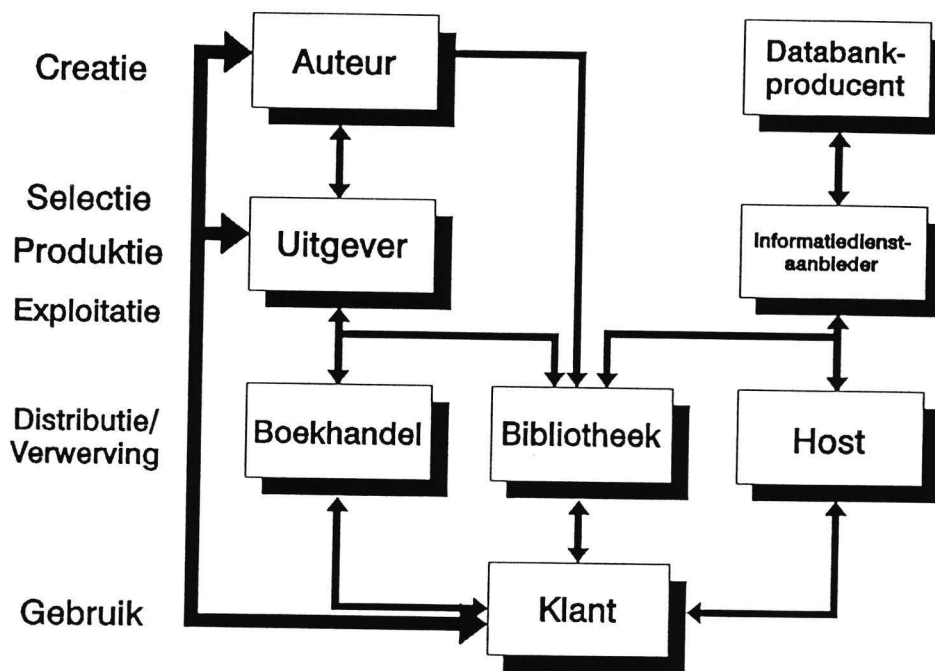 Creatie
Auteur
Databank-
producent
Selectie
Produktie
Exploitatie
Uitgever
Informatiedienst-
aanbieder
Distributie/
Verwerving
Boekhandel
Bibliotheek
Host
Gebruik
Klant